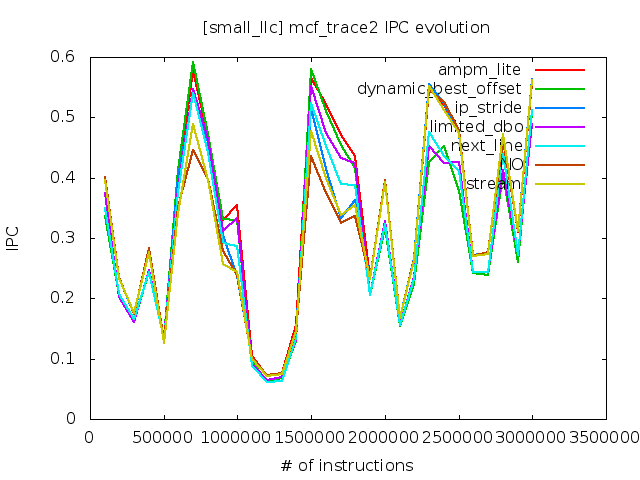 [small_llc] mcf_trace2 IPC evolution
0.6
0.5
0.4
0.3
0.2
0.1
0
IPC
ampm_lite
dynamic_best_offset
ip_stride
limited_dbo
next_line
NO
stream
0 500000 1000000 1500000 2000000 2500000 3000000 3500000
# of instructions